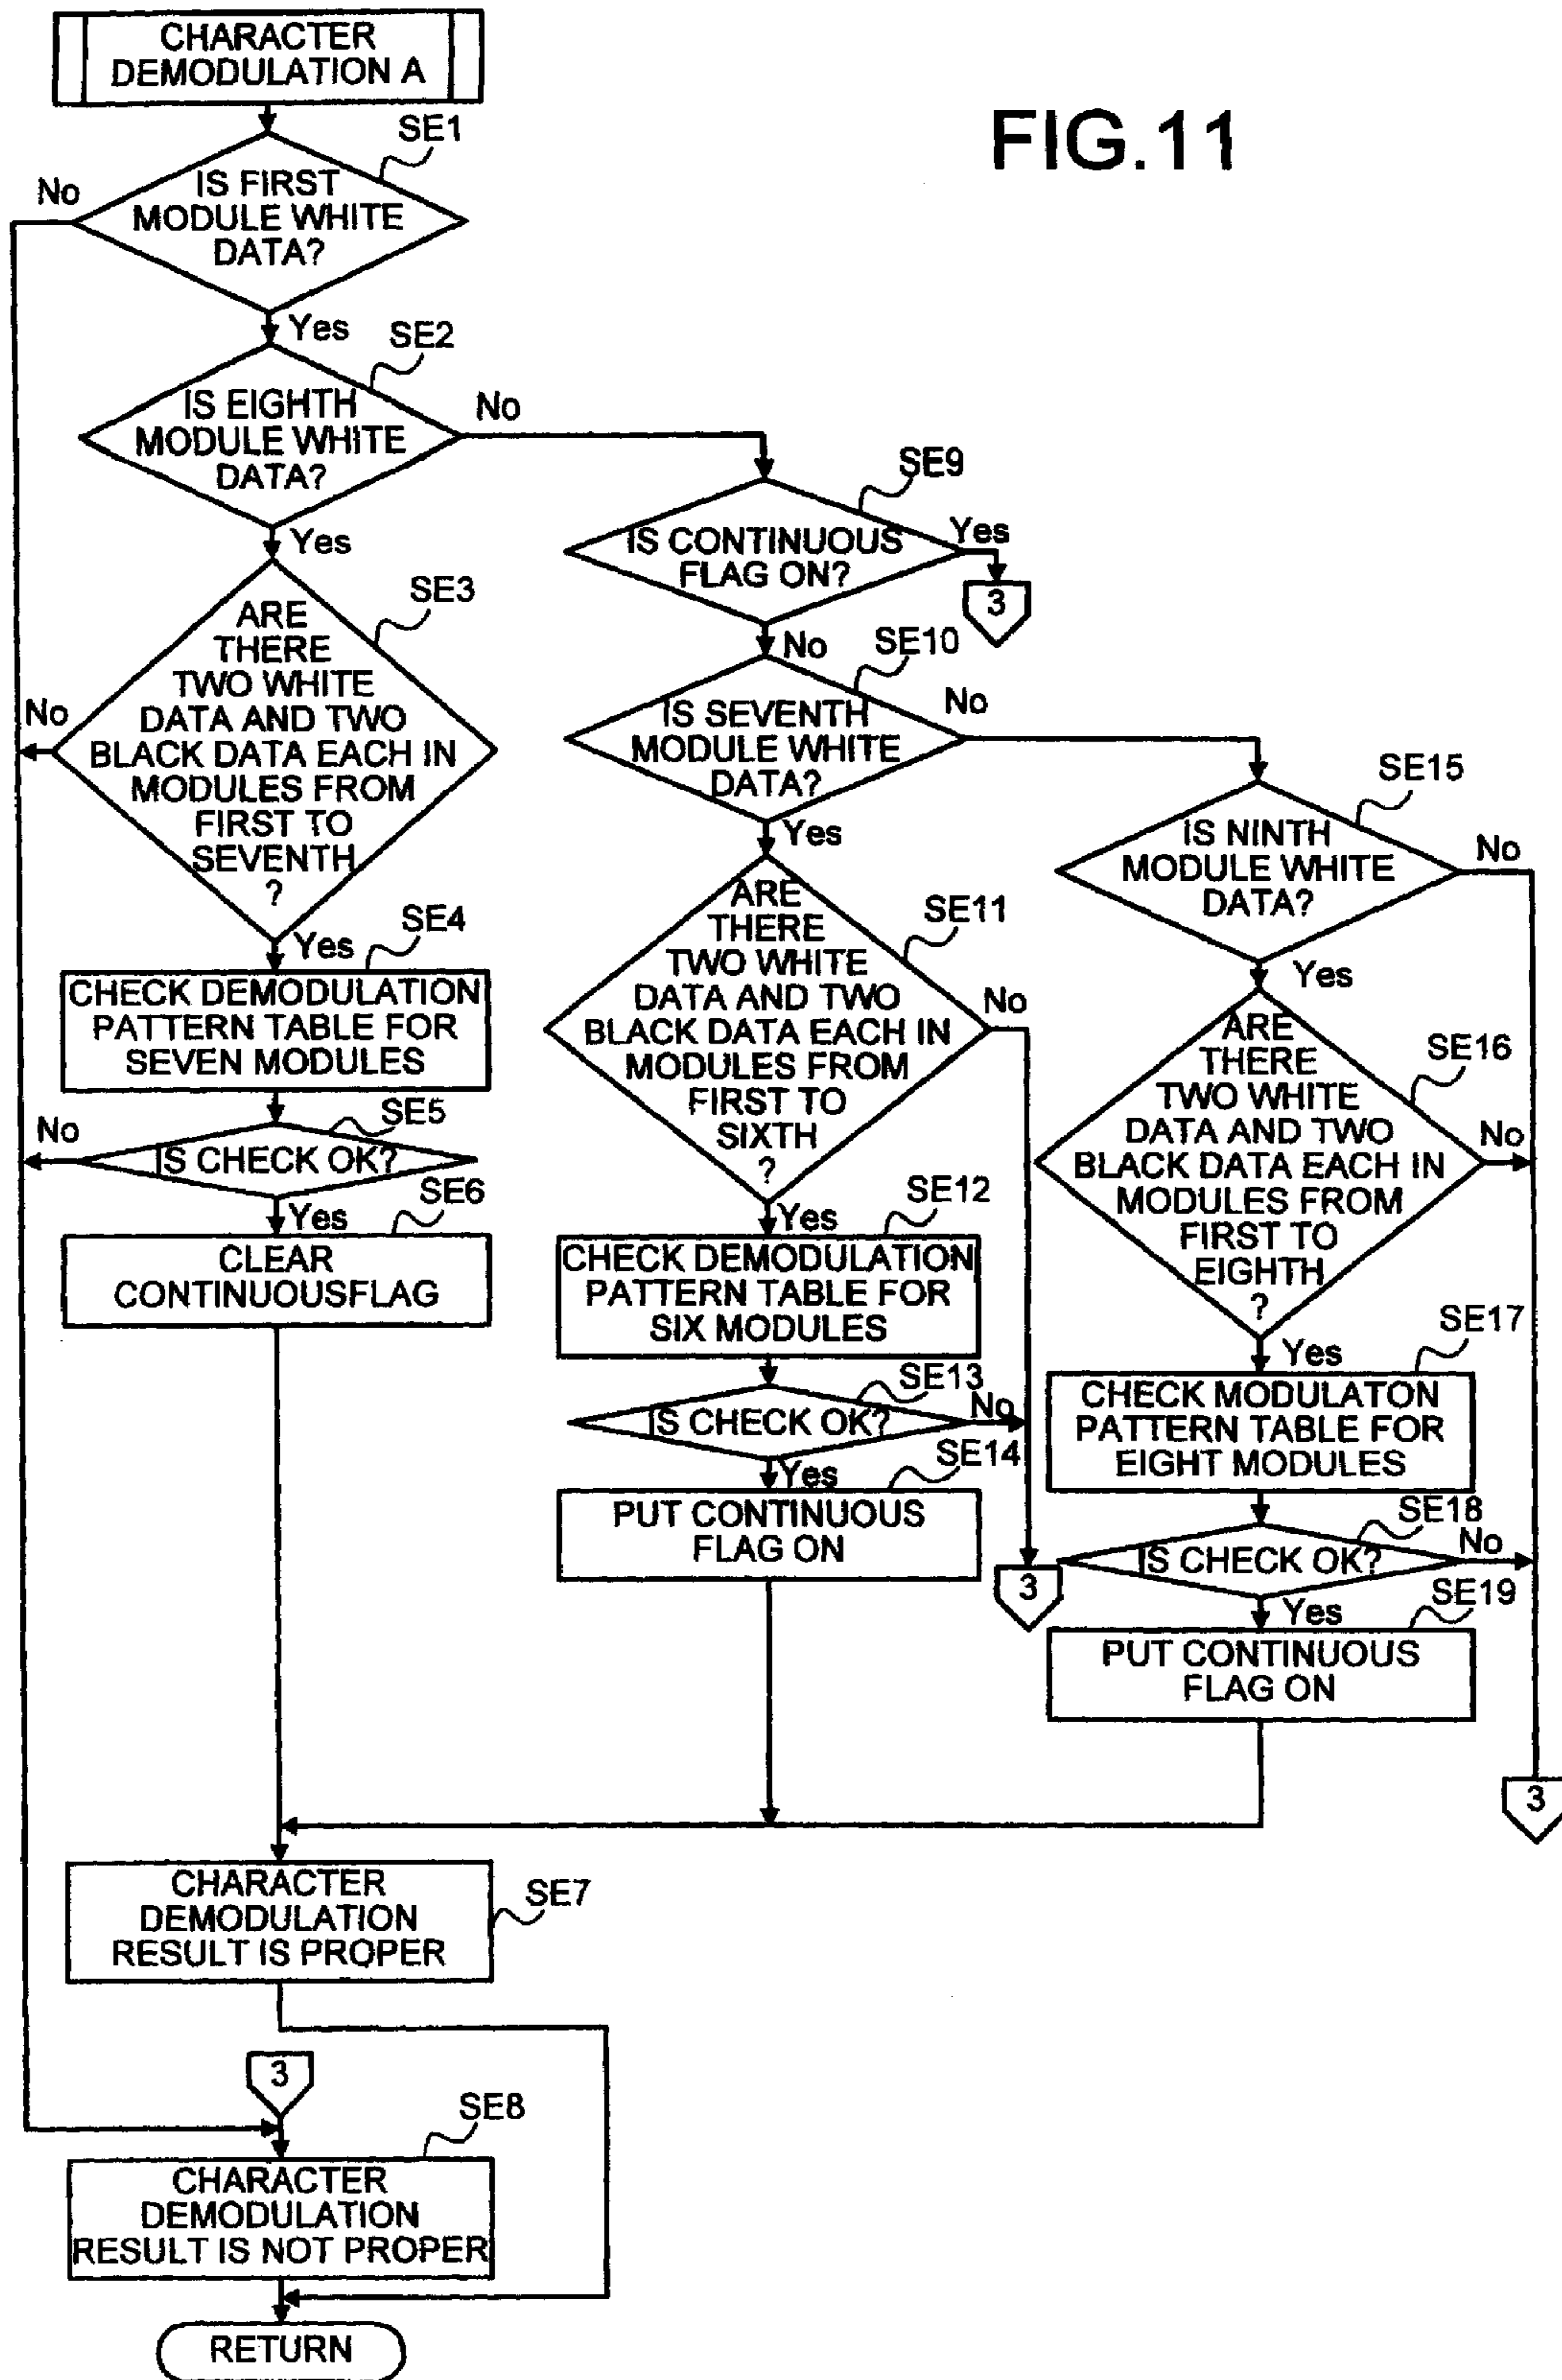 FIG.11
CHARACTER
DEMODULATION A
SE1
IS FIRST
MODULE WHITE
DATA?
No
Yes
SE2
IS EIGHTH
MODULE WHITE
DATA?
No
Yes
SE3
ARE
THERE
TWO WHITE
DATA AND TWO
BLACK DATA EACH IN
MODULES FROM
FIRST TO
SEVENTH
?
No
Yes
SE4
CHECK DEMODULATION
PATTERN TABLE FOR
SEVEN MODULES
SE5
IS CHECK OK?
No
Yes
SE6
CLEAR
CONTINUOUSFLAG
SE9
IS CONTINUOUS
FLAG ON?
Yes
3
No
SE10
IS SEVENTH
MODULE WHITE
DATA?
No
Yes
SE11
ARE
THERE
TWO WHITE
DATA AND TWO
BLACK DATA EACH IN
MODULES FROM
FIRST TO
SIXTH
?
No
Yes
SE12
CHECK DEMODULATION
PATTERN TABLE FOR
SIX MODULES
SE13
IS CHECK OK?
No
Yes
SE14
PUT CONTINUOUS
FLAG ON
3
SE15
IS NINTH
MODULE WHITE
DATA?
No
Yes
SE16
ARE
THERE
TWO WHITE
DATA AND TWO
BLACK DATA EACH IN
MODULES FROM
FIRST TO
EIGHTH
?
No
Yes
SE17
CHECK MODULATON
PATTERN TABLE FOR
EIGHT MODULES
SE18
IS CHECK OK?
No
Yes
SE19
PUT CONTINUOUS
FLAG ON
3
SE7
CHARACTER
DEMODULATION
RESULT IS PROPER
3
SE8
CHARACTER
DEMODULATION
RESULT IS NOT PROPER
RETURN